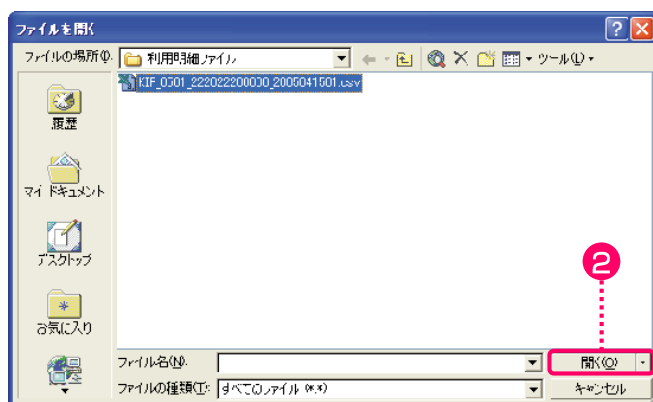 ファイルを開く
ファイルの場所(I):
利用明細ファイル
ツール(L)
KIF_0501_222022200000_2005041501.csv
履歴
マイ ドキュメント
デスクトップ
お気に入り
2
ファイル名(N):
開く(O)
ファイルの種類(T):
すべてのファイル (*.*)
キャンセル